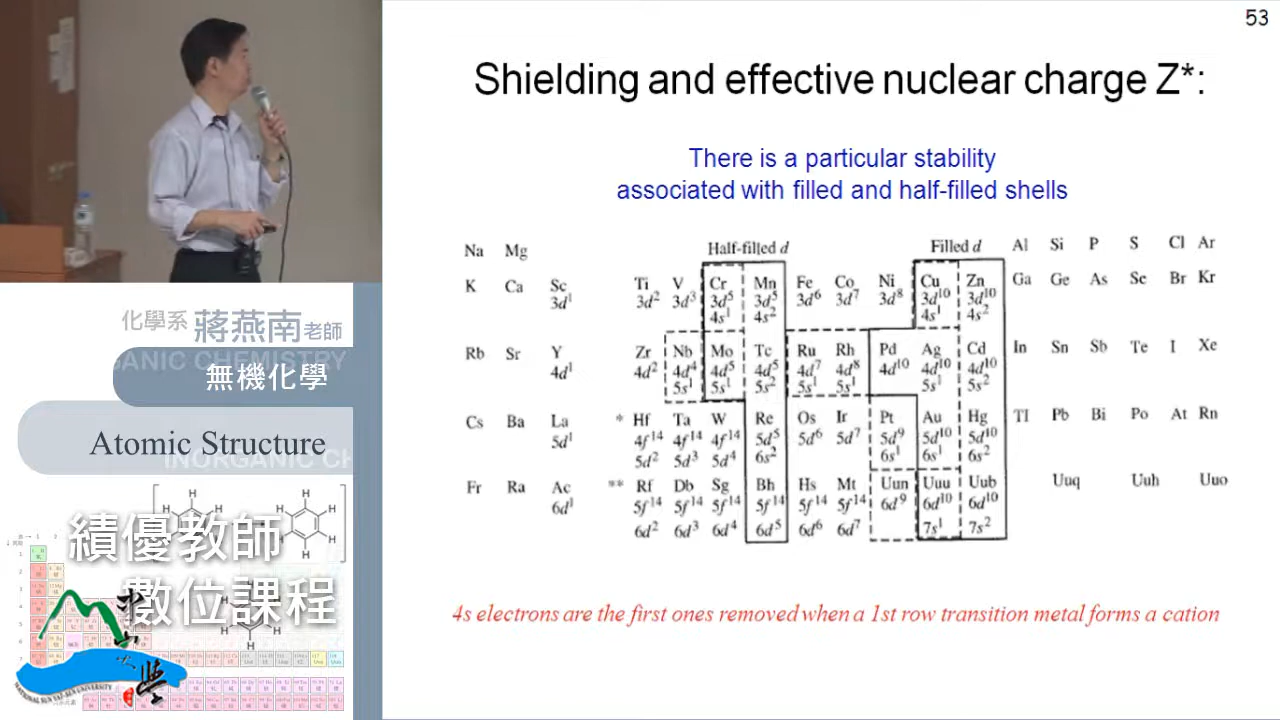 53
Shielding and effective nuclear charge Z*:
There is a particular stability
associated with filled and half-filled shells
Half-filled d Filled d
Na Mg Al Si P S Cl Ar
K Ca Sc Ti V Cr Mn Fe Co Ni Cu Zn Ga Ge As Se Br Kr
3d¹ 3d² 3d³ 3d⁵ 3d⁵ 3d⁶ 3d⁷ 3d⁸ 3d¹⁰ 3d¹⁰
4s¹ 4s² 4s¹ 4s²
Rb Sr Y Zr Nb Mo Tc Ru Rh Pd Ag Cd In Sn Sb Te I Xe
4d¹ 4d² 4d⁴ 4d⁵ 4d⁵ 4d⁷ 4d⁸ 4d¹⁰ 4d¹⁰ 4d¹⁰
5s¹ 5s¹ 5s² 5s¹ 5s¹ 5s¹ 5s²
Cs Ba La * Hf Ta W Re Os Ir Pt Au Hg Tl Pb Bi Po At Rn
5d¹ 4f¹⁴ 4f¹⁴ 4f¹⁴ 5d⁵ 5d⁶ 5d⁷ 5d⁹ 5d¹⁰ 5d¹⁰
5d² 5d³ 5d⁴ 6s² 6s¹ 6s¹ 6s²
Fr Ra Ac ** Rf Db Sg Bh Hs Mt Uun Uuu Uub Uuq Uuh Uuo
6d¹ 5f¹⁴ 5f¹⁴ 5f¹⁴ 5f¹⁴ 5f¹⁴ 5f¹⁴ 6d⁹ 6d¹⁰ 6d¹⁰
6d² 6d³ 6d⁴ 6d⁵ 6d⁶ 6d⁷ 7s¹ 7s²
4s electrons are the first ones removed when a 1st row transition metal forms a cation
化學系 蔣燕南老師
GANIC CHEMISTRY
無機化學
Atomic Structure
INORGANIC CH
績優教師
數位課程
NATIONAL SUN YAT-SEN UNIVERSITY